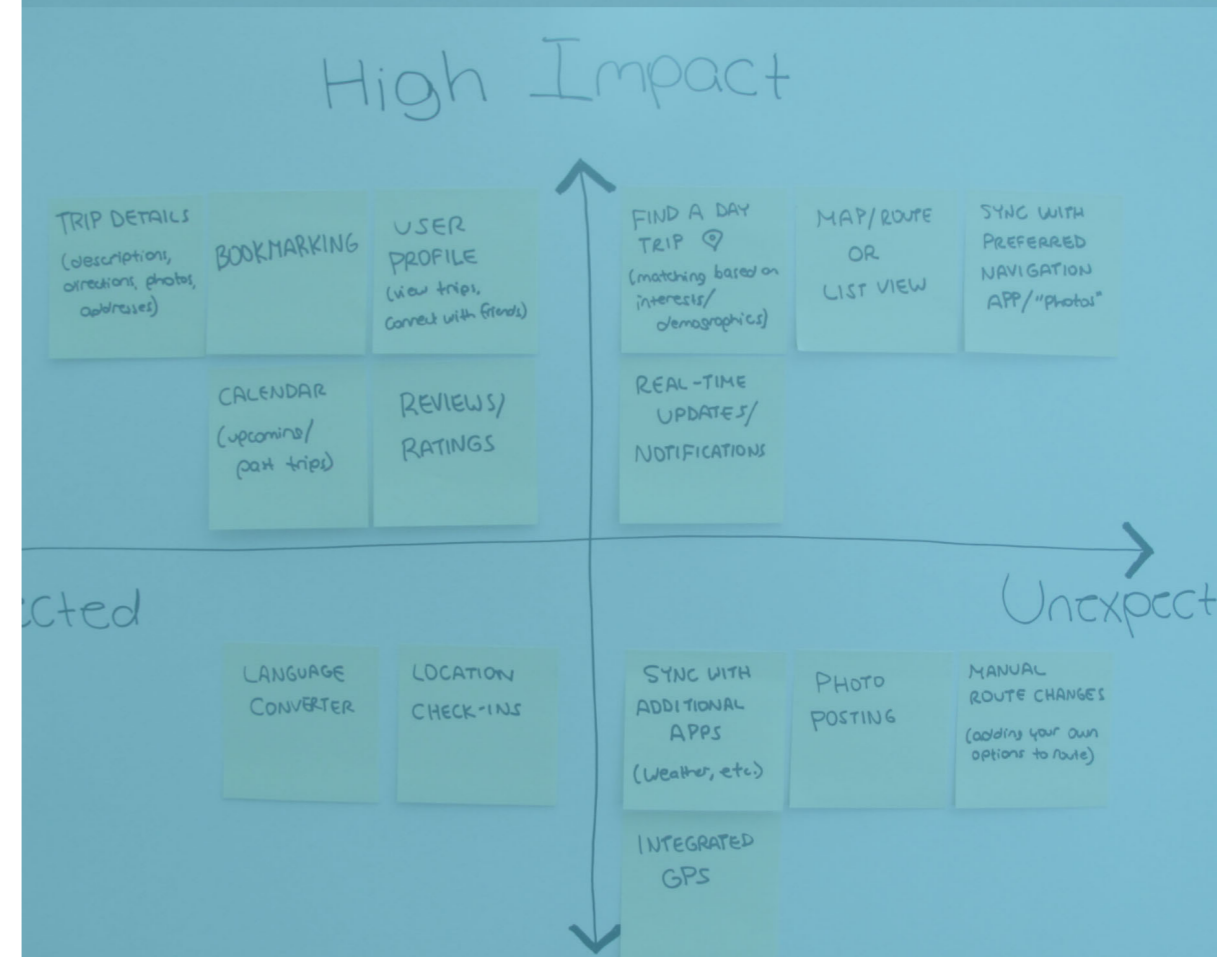 High Impact
TRIP DETAILS
(descriptions,
directions, photos,
addresses)
BOOKMARKING
USER
PROFILE
(view trips,
connect with friends)
FIND A DAY
TRIP
(matching based on
interests/
demographics)
MAP/ROUTE
OR
LIST VIEW
SYNC WITH
PREFERRED
NAVIGATION
APP/"photos"
CALENDAR
(upcoming/
past trips)
REVIEWS/
RATINGS
REAL-TIME
UPDATES/
NOTIFICATIONS
cted
Unexpect
LANGUAGE
CONVERTER
LOCATION
CHECK-INS
SYNC WITH
ADDITIONAL
APPS
(weather, etc.)
PHOTO
POSTING
MANUAL
ROUTE CHANGES
(adding your own
options to route)
INTEGRATED
GPS